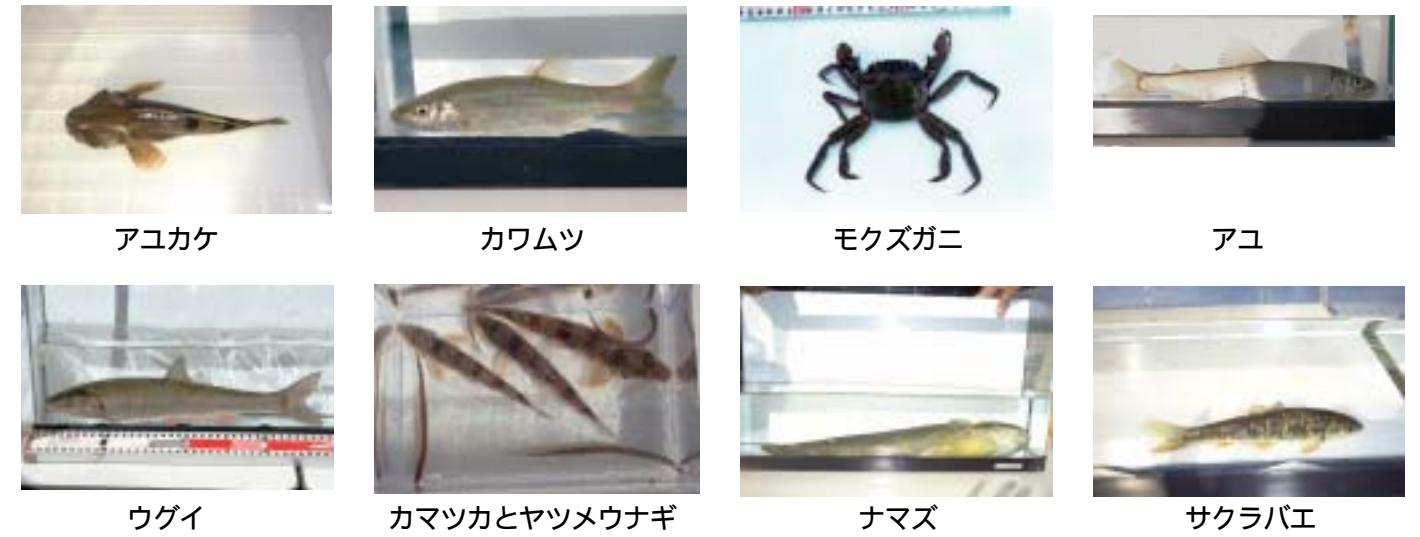 アユカケ
カワムツ
モクズガニ
アユ
ウグイ
カマツカとヤツメウナギ
ナマズ
サクラバエ